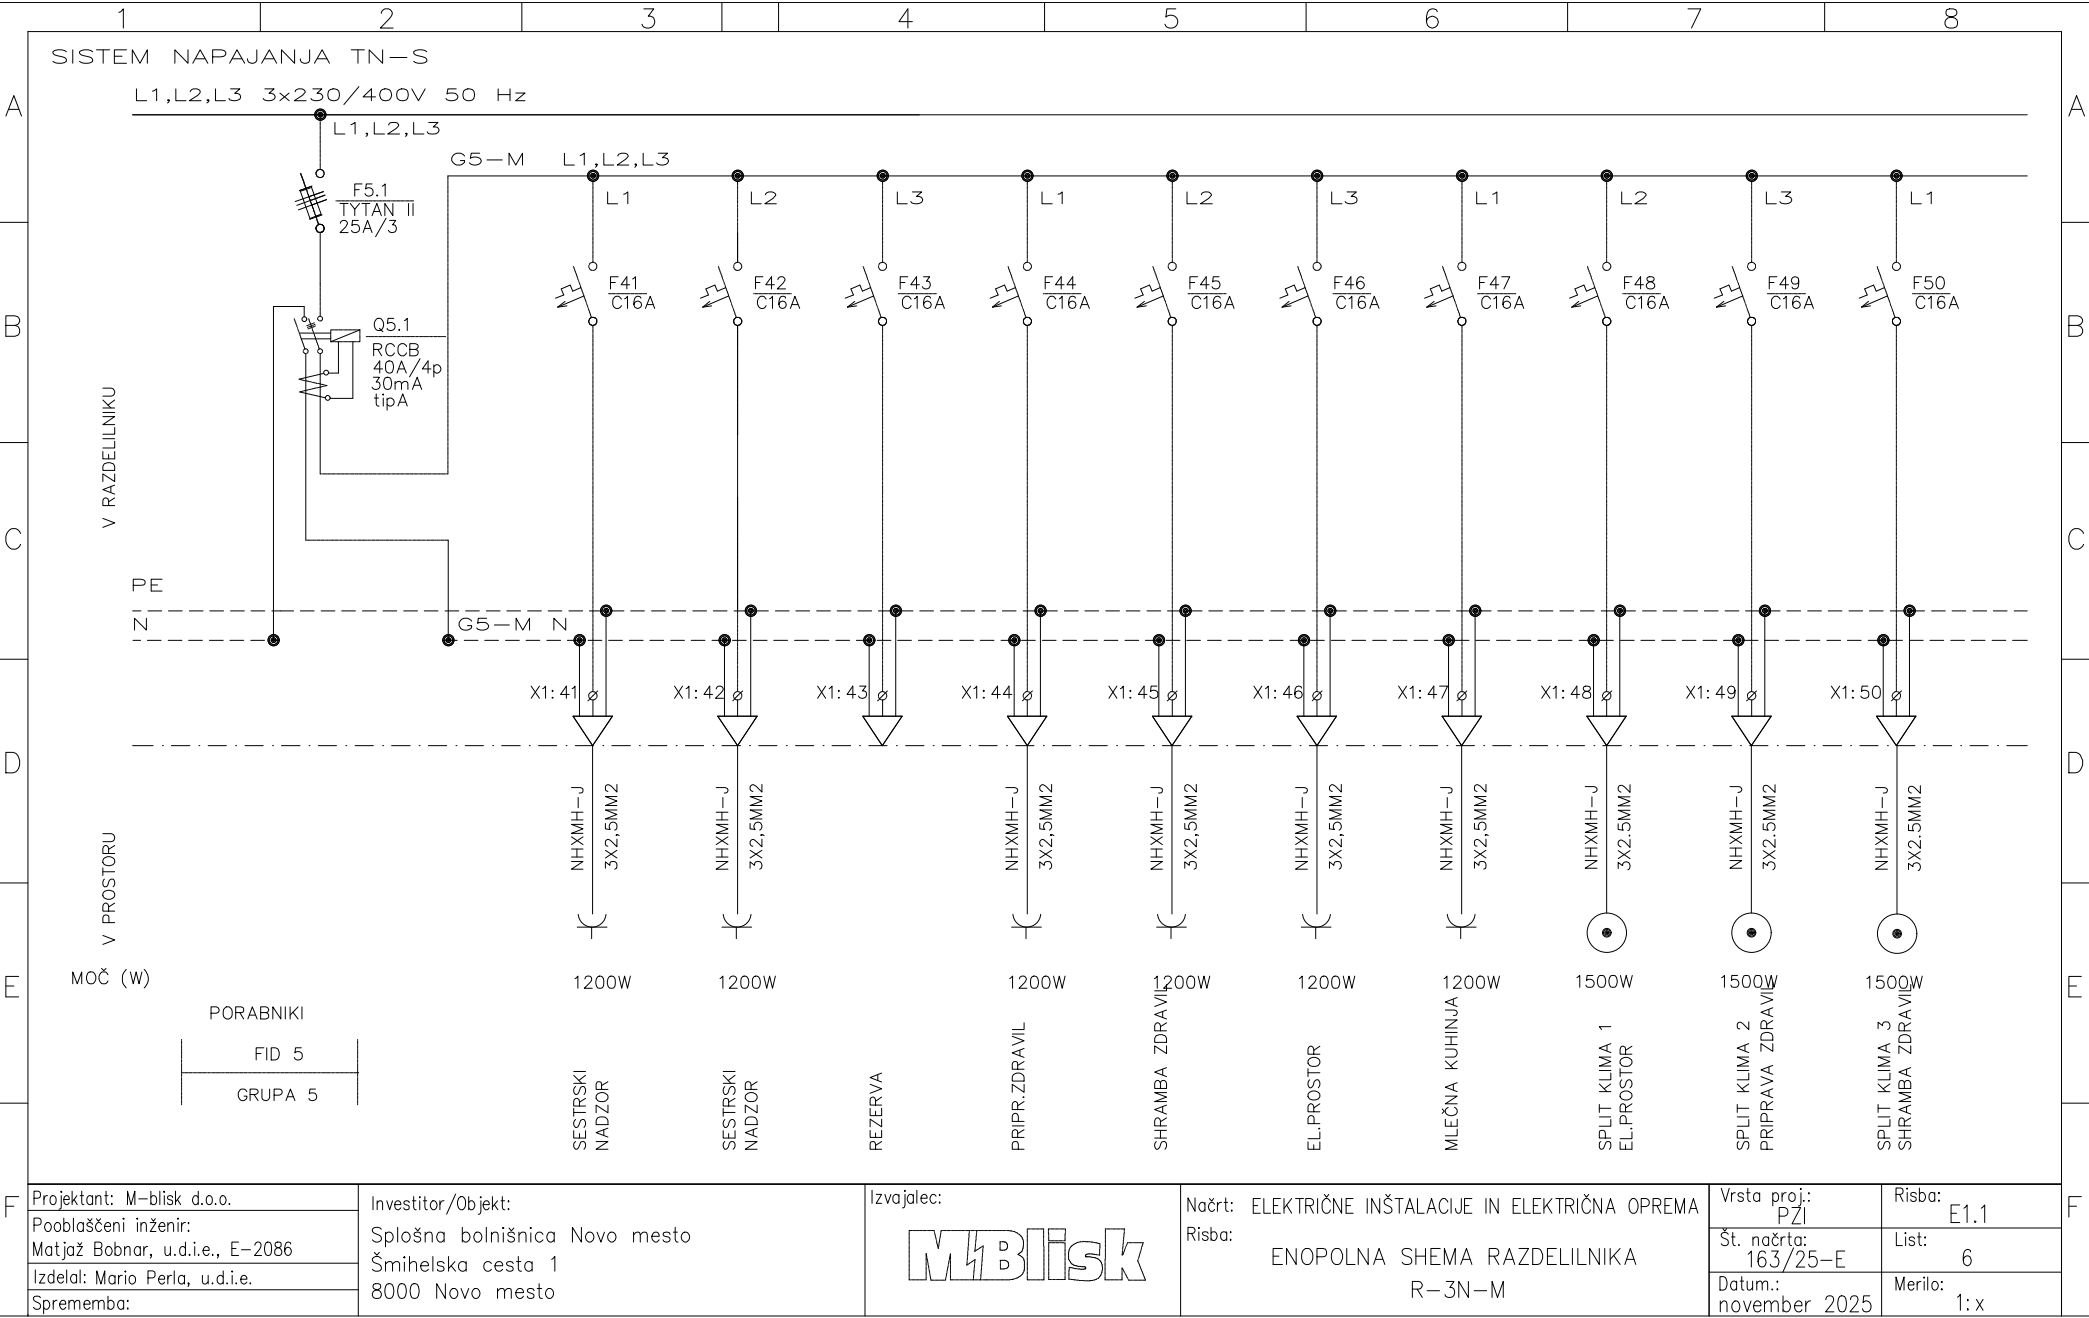 1 2 3 4 5 6 7 8
SISTEM NAPAJANJA TN-S
L1,L2,L3 3x230/400V 50 Hz
A A
L1,L2,L3
G5-M L1,L2,L3
L1 L2 L3 L1 L2 L3 L1 L2 L3 L1
F5.1
TYTAN II
25A/3
F41 F42 F43 F44 F45 F46 F47 F48 F49 F50
C16A C16A C16A C16A C16A C16A C16A C16A C16A C16A
B B
Q5.1
RCCB
40A/4p
30mA
tipA
V RAZDELILNIKU
C C
PE
N
G5-M N
X1:41 X1:42 X1:43 X1:44 X1:45 X1:46 X1:47 X1:48 X1:49 X1:50
D D
NHXMH-J
3X2,5MM2
NHXMH-J
3X2,5MM2
NHXMH-J
3X2,5MM2
NHXMH-J
3X2,5MM2
NHXMH-J
3X2,5MM2
NHXMH-J
3X2,5MM2
NHXMH-J
3X2.5MM2
NHXMH-J
3X2.5MM2
NHXMH-J
3X2.5MM2
V PROSTORU
E E
MOČ (W)
1200W 1200W 1200W 1200W 1200W 1200W 1500W 1500W 1500W
PORABNIKI
FID 5
GRUPA 5
SESTRSKI
NADZOR
SESTRSKI
NADZOR
REZERVA
PRIPR.ZDRAVIL
SHRAMBA ZDRAVIL
EL.PROSTOR
MLEČNA KUHINJA
SPLIT KLIMA 1
EL.PROSTOR
SPLIT KLIMA 2
PRIPRAVA ZDRAVIL
SPLIT KLIMA 3
SHRAMBA ZDRAVIL
F F
Projektant: M-blisk d.o.o.
Pooblaščeni inženir:
Matjaž Bobnar, u.d.i.e., E-2086
Izdelal: Mario Perla, u.d.i.e.
Sprememba:
Investitor/Objekt:
Splošna bolnišnica Novo mesto
Šmihelska cesta 1
8000 Novo mesto
Izvajalec:
M Blisk
Načrt: ELEKTRIČNE INŠTALACIJE IN ELEKTRIČNA OPREMA
Risba:
ENOPOLNA SHEMA RAZDELILNIKA
R-3N-M
Vrsta proj.:
PZI
Št. načrta:
163/25-E
Datum.:
november 2025
Risba:
E1.1
List:
6
Merilo:
1:x